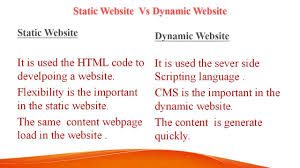 Static Website Vs Dynamic Website
Static Website
It is used the HTML code to
develpoing a website.
Flexibility is the important
in the static website.
The same content webpage
load in the website .
Dynamic Website
It is used the sever side
Scripting language .
CMS is the important in the
dynamic website.
The content is generate
quickly.